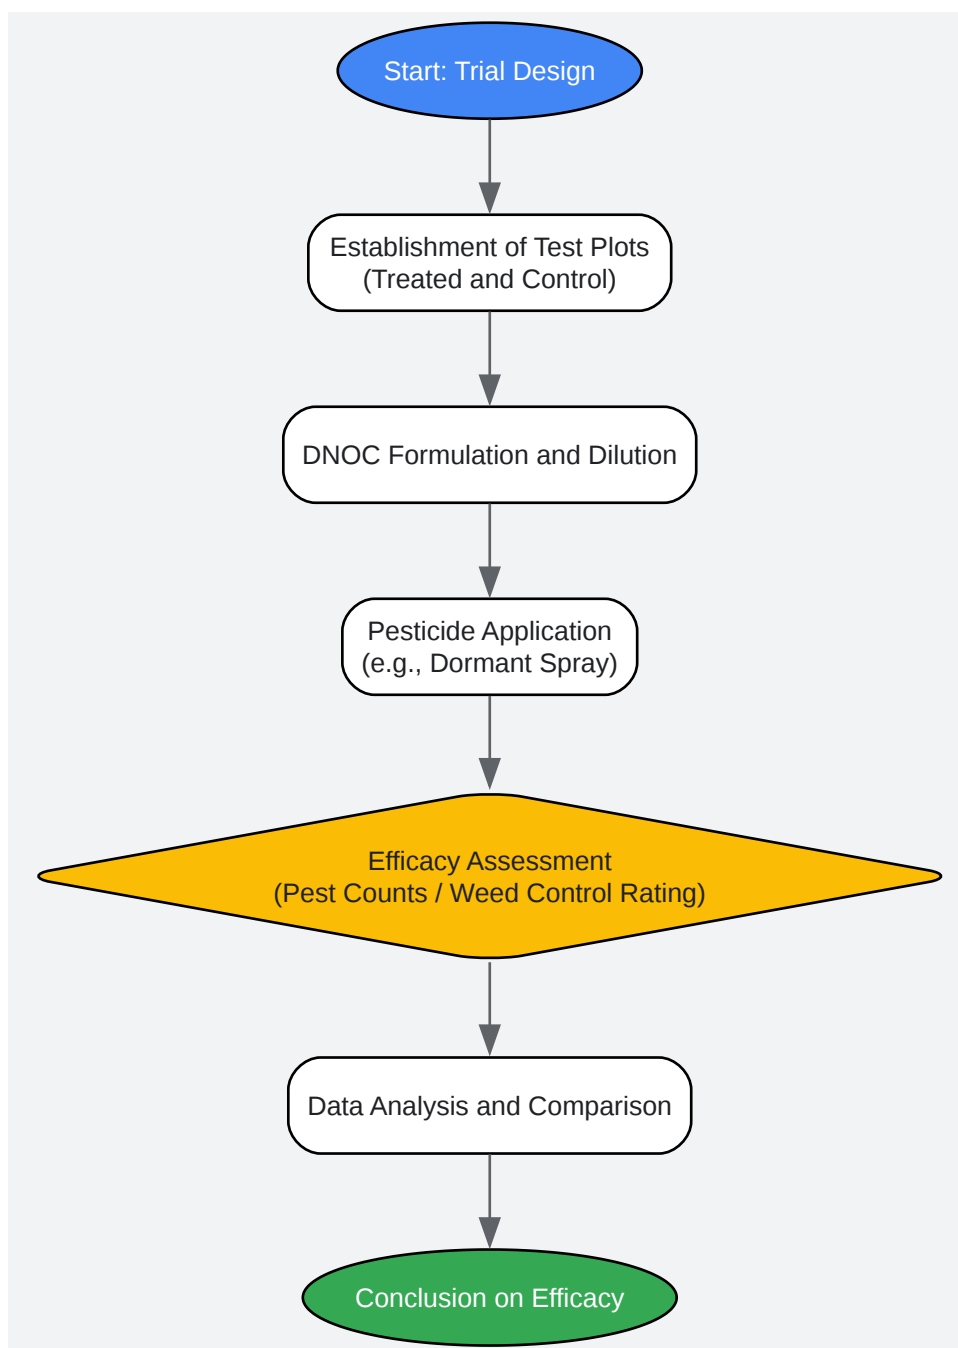 Start: Trial Design
Establishment of Test Plots
(Treated and Control)
DNOC Formulation and Dilution
Pesticide Application
(e.g., Dormant Spray)
Efficacy Assessment
(Pest Counts / Weed Control Rating)
Data Analysis and Comparison
Conclusion on Efficacy